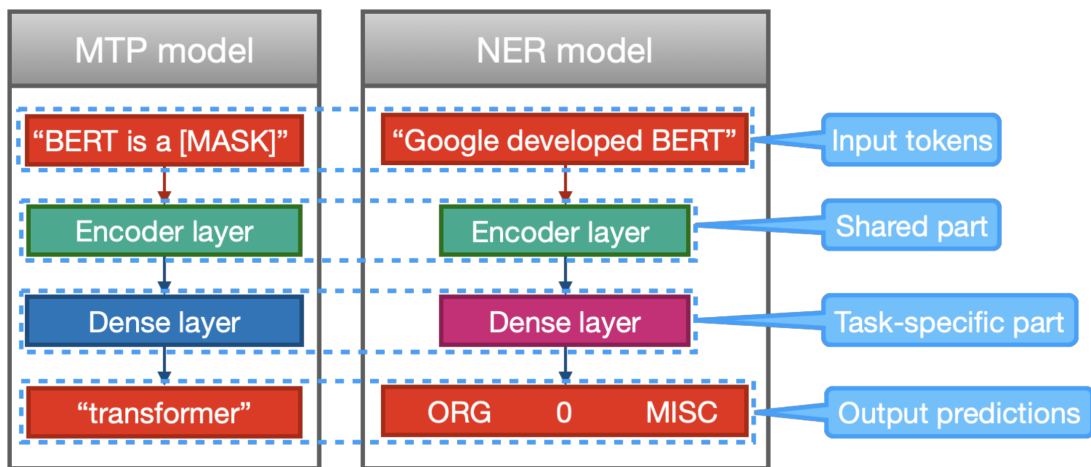 MTP model
NER model
“BERT is a [MASK]”
“Google developed BERT”
Input tokens
Encoder layer
Encoder layer
Shared part
Dense layer
Dense layer
Task-specific part
“transformer”
ORG 0 MISC
Output predictions